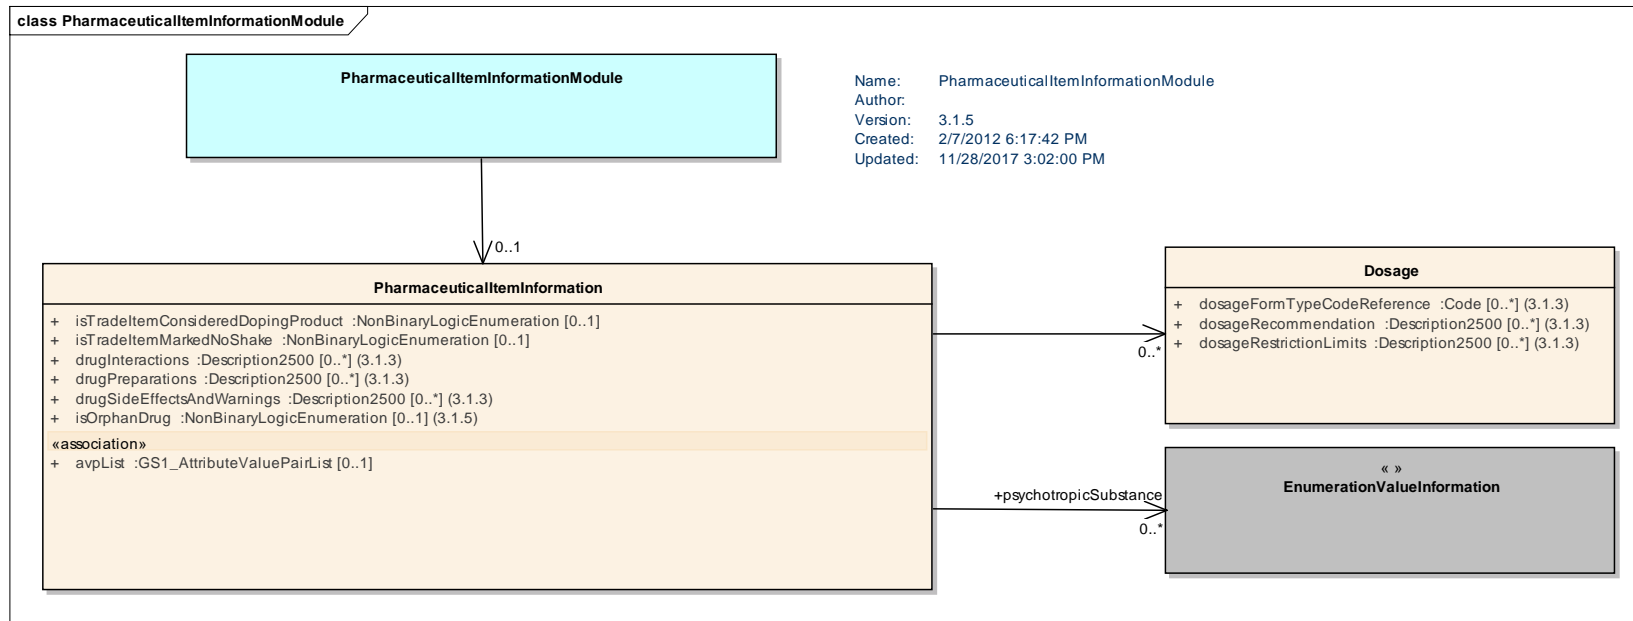 class PharmaceuticalItemInformationModule
PharmaceuticalItemInformationModule
Name: PharmaceuticalItemInformationModule
Author:
Version: 3.1.5
Created: 2/7/2012 6:17:42 PM
Updated: 11/28/2017 3:02:00 PM
0..1
PharmaceuticalItemInformation
+ isTradeItemConsideredDopingProduct :NonBinaryLogicEnumeration [0..1]
+ isTradeItemMarkedNoShake :NonBinaryLogicEnumeration [0..1]
+ drugInteractions :Description2500 [0..*] (3.1.3)
+ drugPreparations :Description2500 [0..*] (3.1.3)
+ drugSideEffectsAndWarnings :Description2500 [0..*] (3.1.3)
+ isOrphanDrug :NonBinaryLogicEnumeration [0..1] (3.1.5)
«association»
+ avpList :GS1_AttributeValuePairList [0..1]
0..*
Dosage
+ dosageFormTypeCodeReference :Code [0..*] (3.1.3)
+ dosageRecommendation :Description2500 [0..*] (3.1.3)
+ dosageRestrictionLimits :Description2500 [0..*] (3.1.3)
+psychotropicSubstance
0..*
« »
EnumerationValueInformation